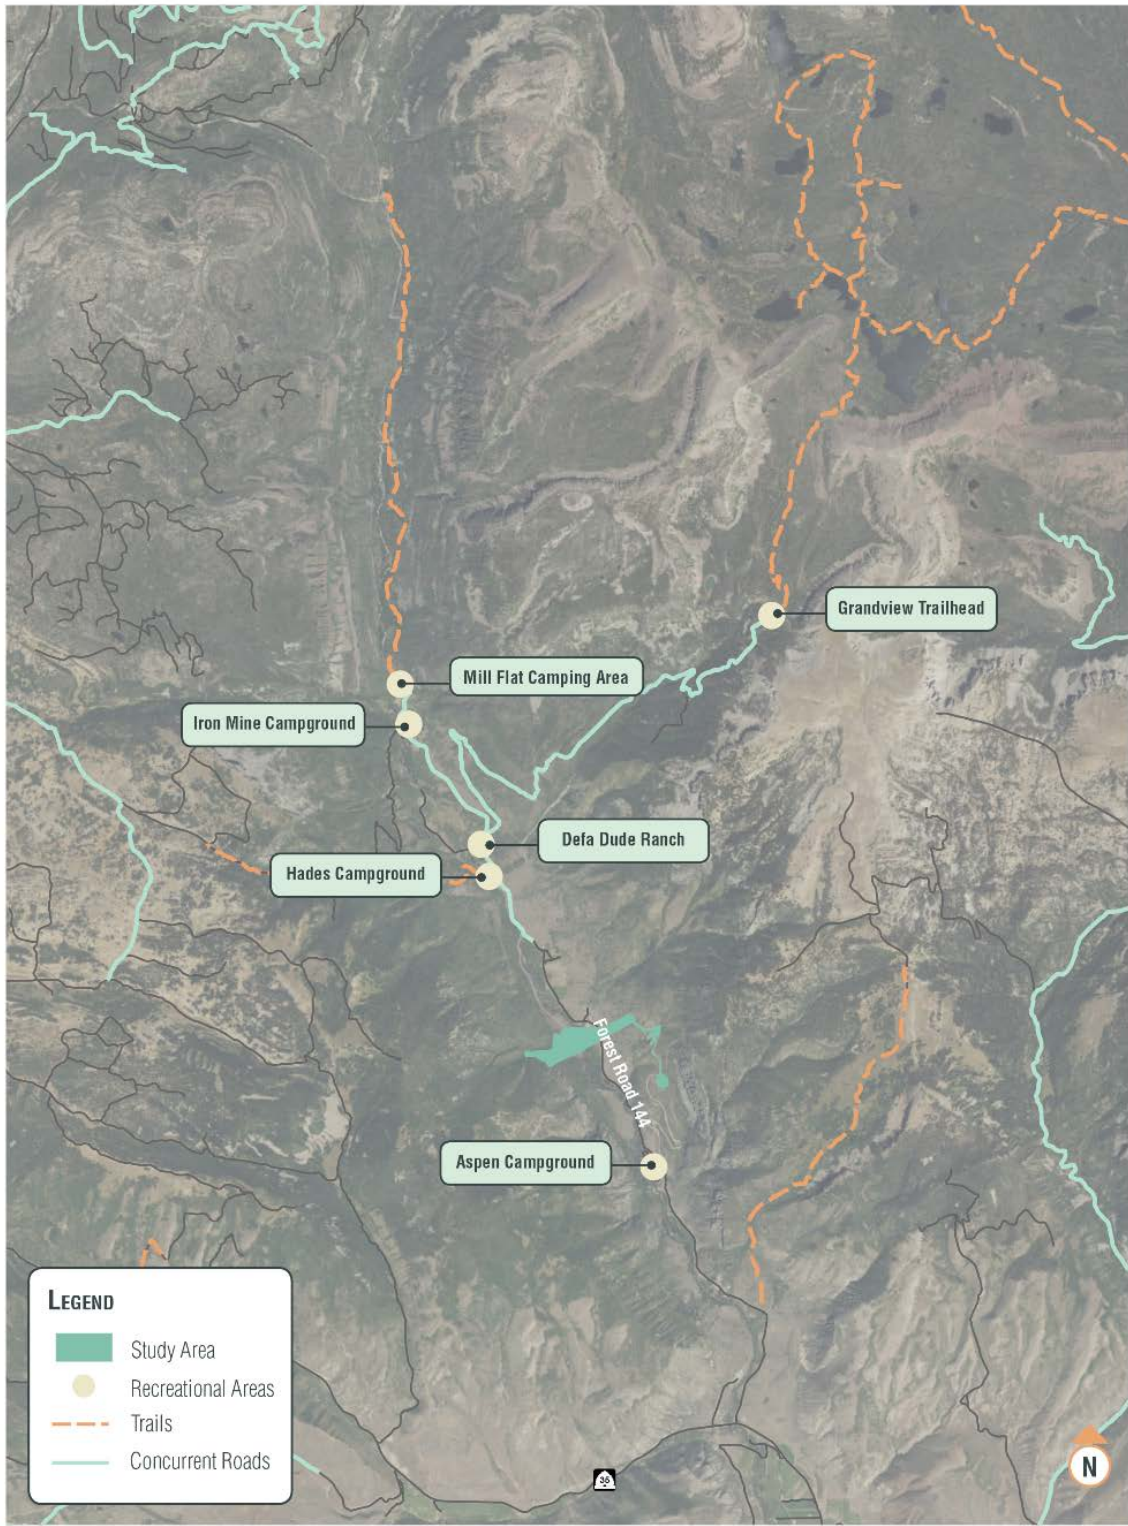 Grandview Trailhead
Mill Flat Camping Area
Iron Mine Campground
Defa Dude Ranch
Hades Campground
Forest Road 144
Aspen Campground
LEGEND
Study Area
Recreational Areas
Trails
Concurrent Roads
35
N